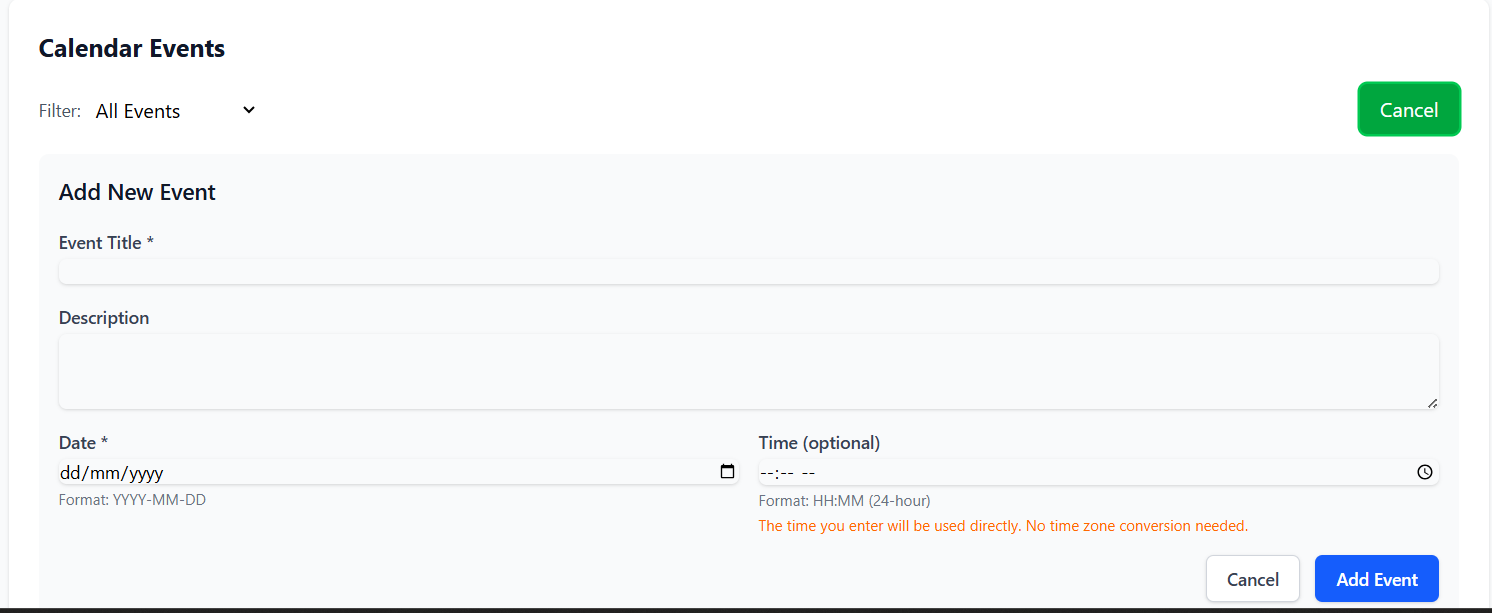 Calendar Events
Filter: All Events
Cancel
Add New Event
Event Title *
Description
Date *
dd/mm/yyyy
Format: YYYY-MM-DD
Time (optional)
--:-- --
Format: HH:MM (24-hour)
The time you enter will be used directly. No time zone conversion needed.
Cancel
Add Event